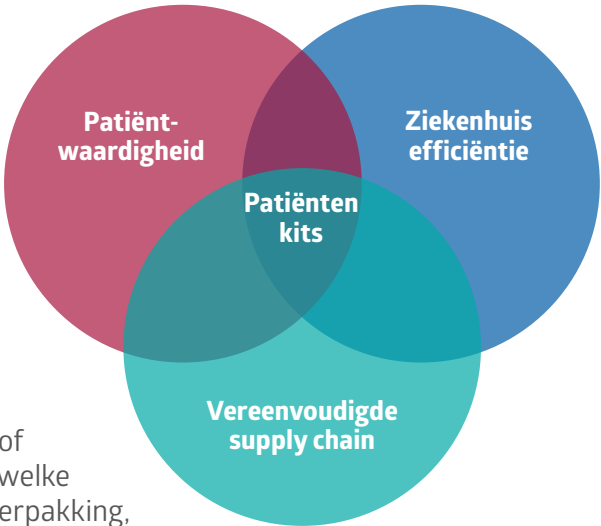 Patiënt-
waardigheid
Ziekenhuis
efficiëntie
Patiënten
kits
Vereenvoudigde
supply chain
of
welke
erpakking,